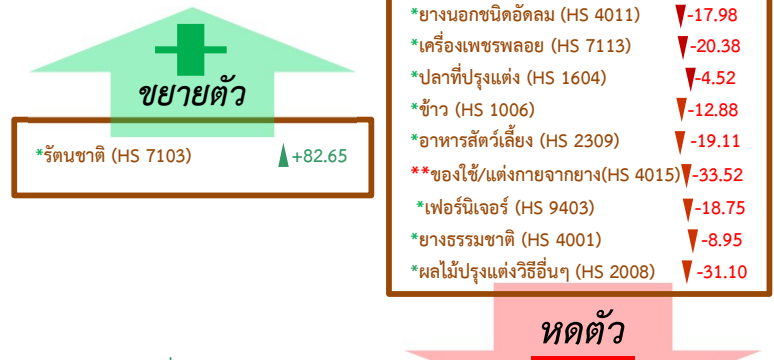 ขยายตัว
*รัตนชาติ (HS 7103) +82.65
*ยางนอกชนิดอัดลม (HS 4011) -17.98
*เครื่องเพชรพลอย (HS 7113) -20.38
*ปลาที่ปรุงแต่ง (HS 1604) -4.52
*ข้าว (HS 1006) -12.88
*อาหารสัตว์เลี้ยง (HS 2309) -19.11
**ของใช้/แต่งกายจากยาง(HS 4015) -33.52
*เฟอร์นิเจอร์ (HS 9403) -18.75
*ยางธรรมชาติ (HS 4001) -8.95
*ผลไม้ปรุงแต่งวิธีอื่นๆ (HS 2008) -31.10
หดตัว